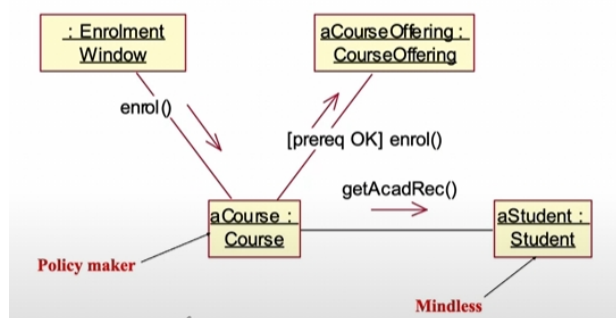 : Enrolment
Window
aCourseOffering :
CourseOffering
enrol()
[prereq OK] enrol()
getAcadRec()
aCourse :
Course
aStudent :
Student
Policy maker
Mindless